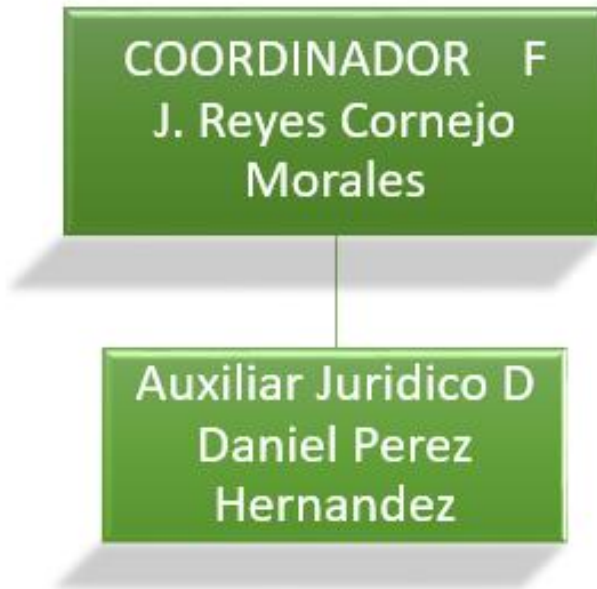 COORDINADOR F
J. Reyes Cornejo
Morales
Auxiliar Juridico D
Daniel Perez
Hernandez